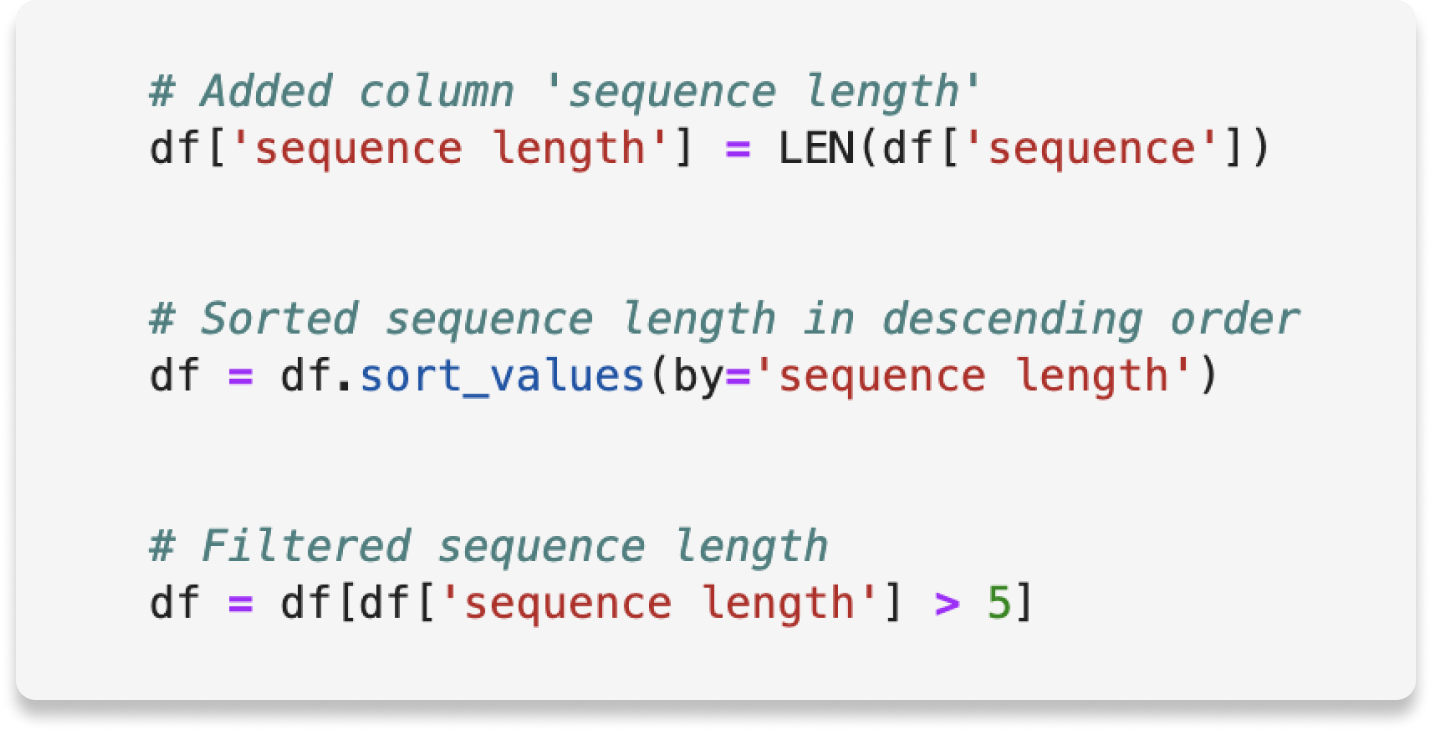 # Added column 'sequence length'
df['sequence length'] = LEN(df['sequence'])
# Sorted sequence length in descending order
df = df.sort_values(by='sequence length')
# Filtered sequence length
df = df[df['sequence length'] > 5]